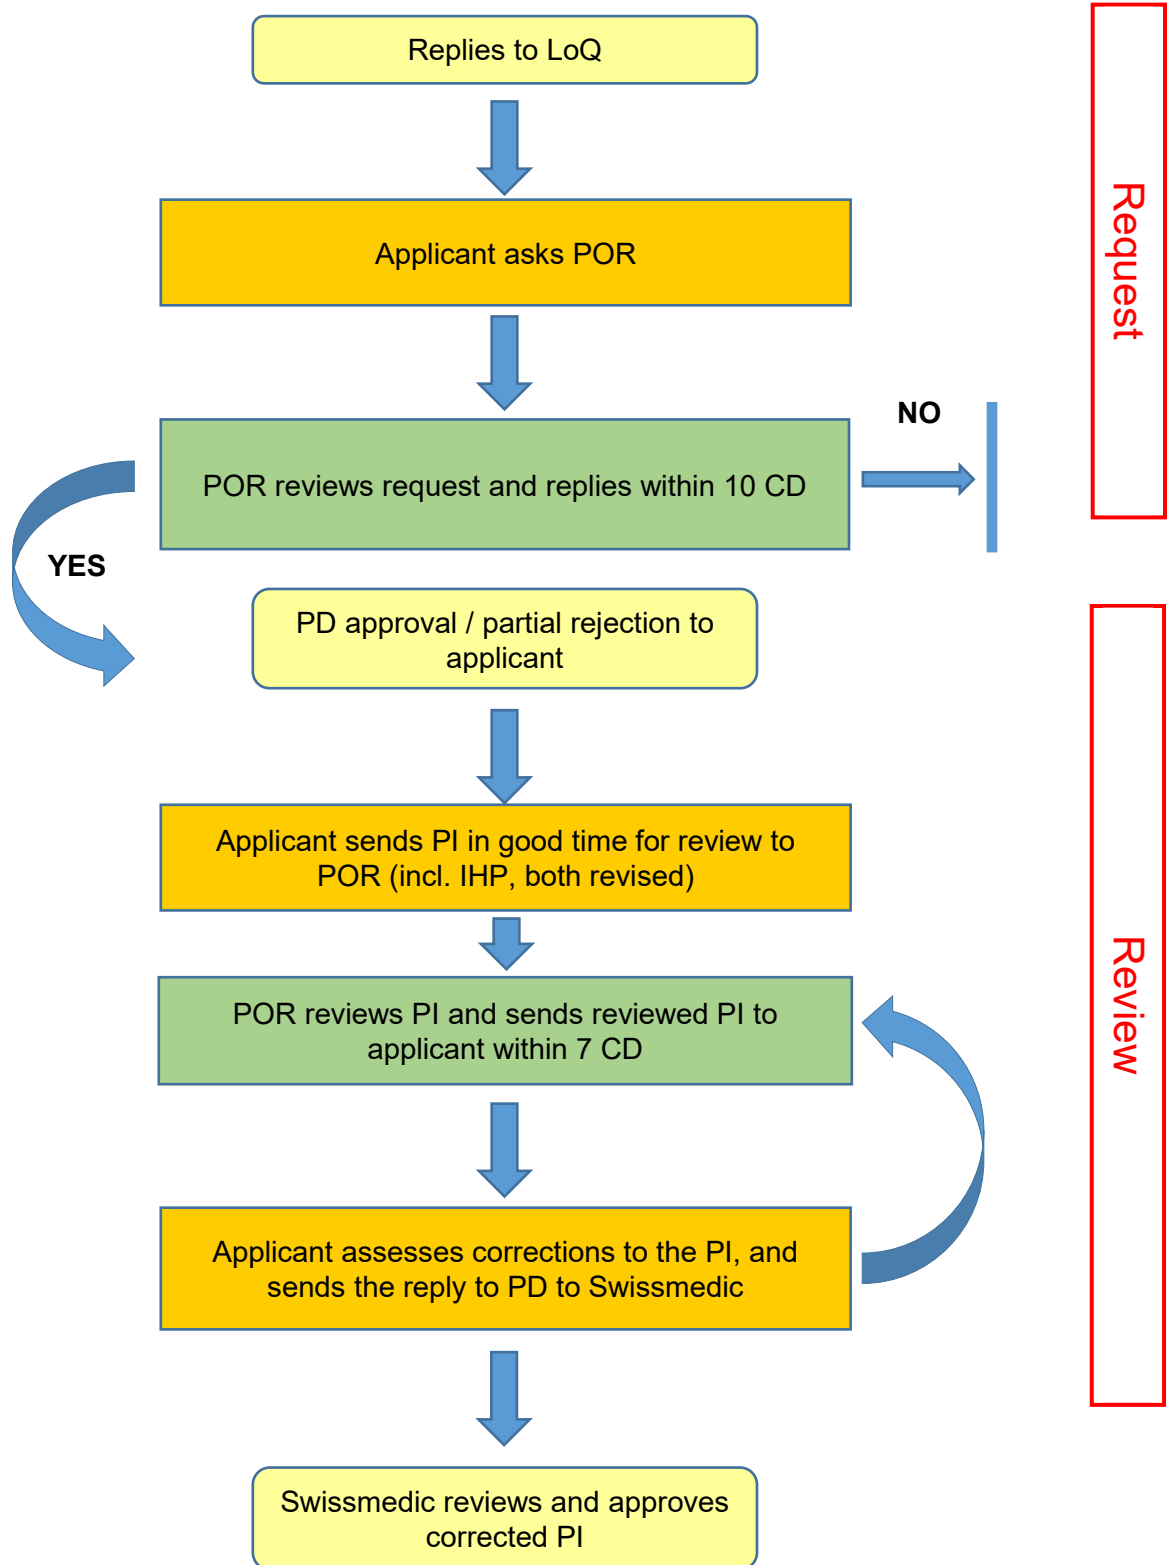 Replies to LoQ
Applicant asks POR
Request
NO
POR reviews request and replies within 10 CD
YES
PD approval / partial rejection to
applicant
Applicant sends PI in good time for review to
POR (incl. IHP, both revised)
Review
POR reviews PI and sends reviewed PI to
applicant within 7 CD
Applicant assesses corrections to the PI, and
sends the reply to PD to Swissmedic
Swissmedic reviews and approves
corrected PI